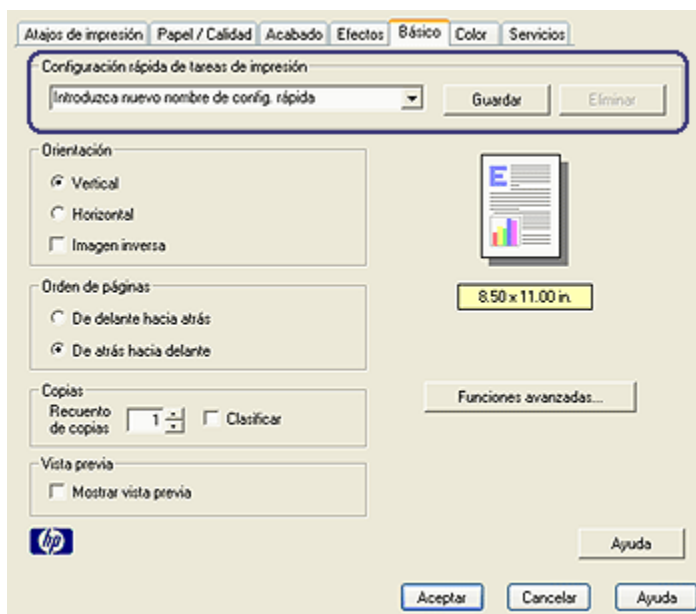 Atajos de impresión Papel / Calidad Acabado Efectos Básico Color Servicios
Configuración rápida de tareas de impresión
Introduzca nuevo nombre de config. rápida Guardar Eliminar
Orientación
Vertical
Horizontal
Imagen inversa
E
8.50 x 11.00 in.
Orden de páginas
De delante hacia atrás
De atrás hacia delante
Copias
Recuento
de copias 1 Clasificar
Funciones avanzadas...
Vista previa
Mostrar vista previa
hp
Ayuda
Aceptar Cancelar Ayuda